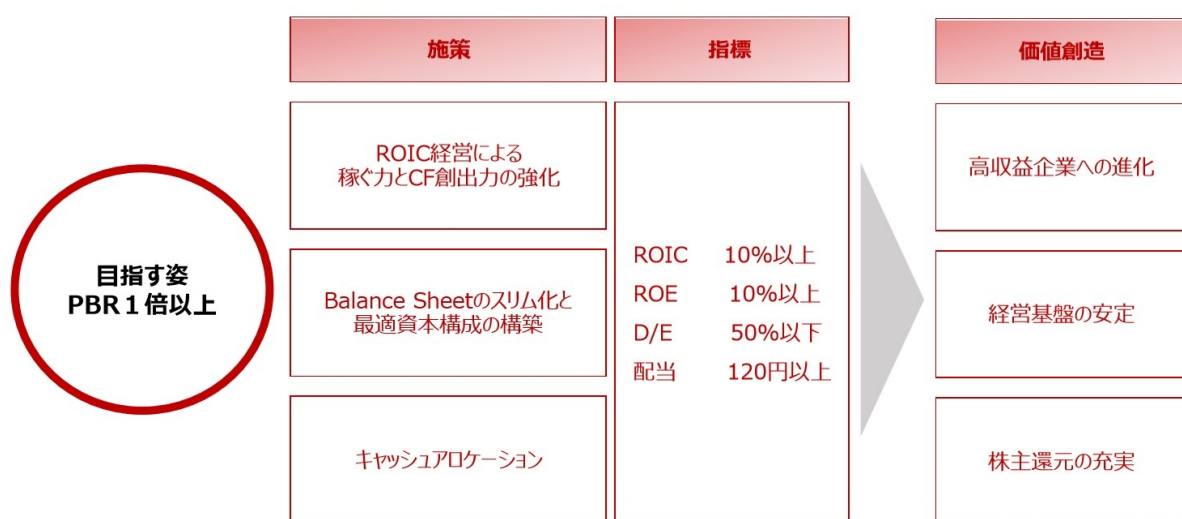 施策
指標
価値創造
目指す姿
PBR１倍以上
ROIC経営による
稼ぐ力とCF創出力の強化
Balance Sheetのスリム化と
最適資本構成の構築
キャッシュアロケーション
ROIC 10%以上
ROE 10%以上
D/E 50%以下
配当 120円以上
高収益企業への進化
経営基盤の安定
株主還元の充実